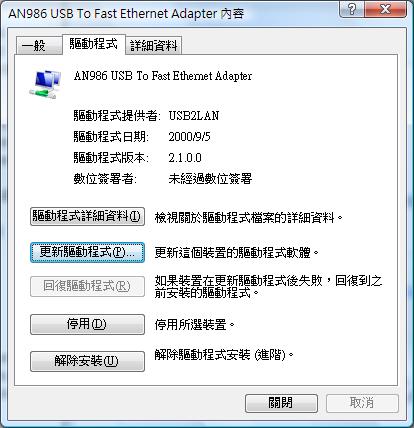 AN986 USB To Fast Ethernet Adapter 內容
一般 驅動程式 詳細資料
AN986 USB To Fast Ethernet Adapter
驅動程式提供者: USB2LAN
驅動程式日期: 2000/9/5
驅動程式版本: 2.1.0.0
數位簽署者: 未經過數位簽署
驅動程式詳細資料(I) 檢視關於驅動程式檔案的詳細資料。
更新驅動程式(P)... 更新這個裝置的驅動程式軟體。
回復驅動程式(R) 如果裝置在更新驅動程式後失敗，回復到之
前安裝的驅動程式。
停用(D) 停用所選裝置。
解除安裝(U) 解除驅動程式安裝 (進階)。
關閉 取消